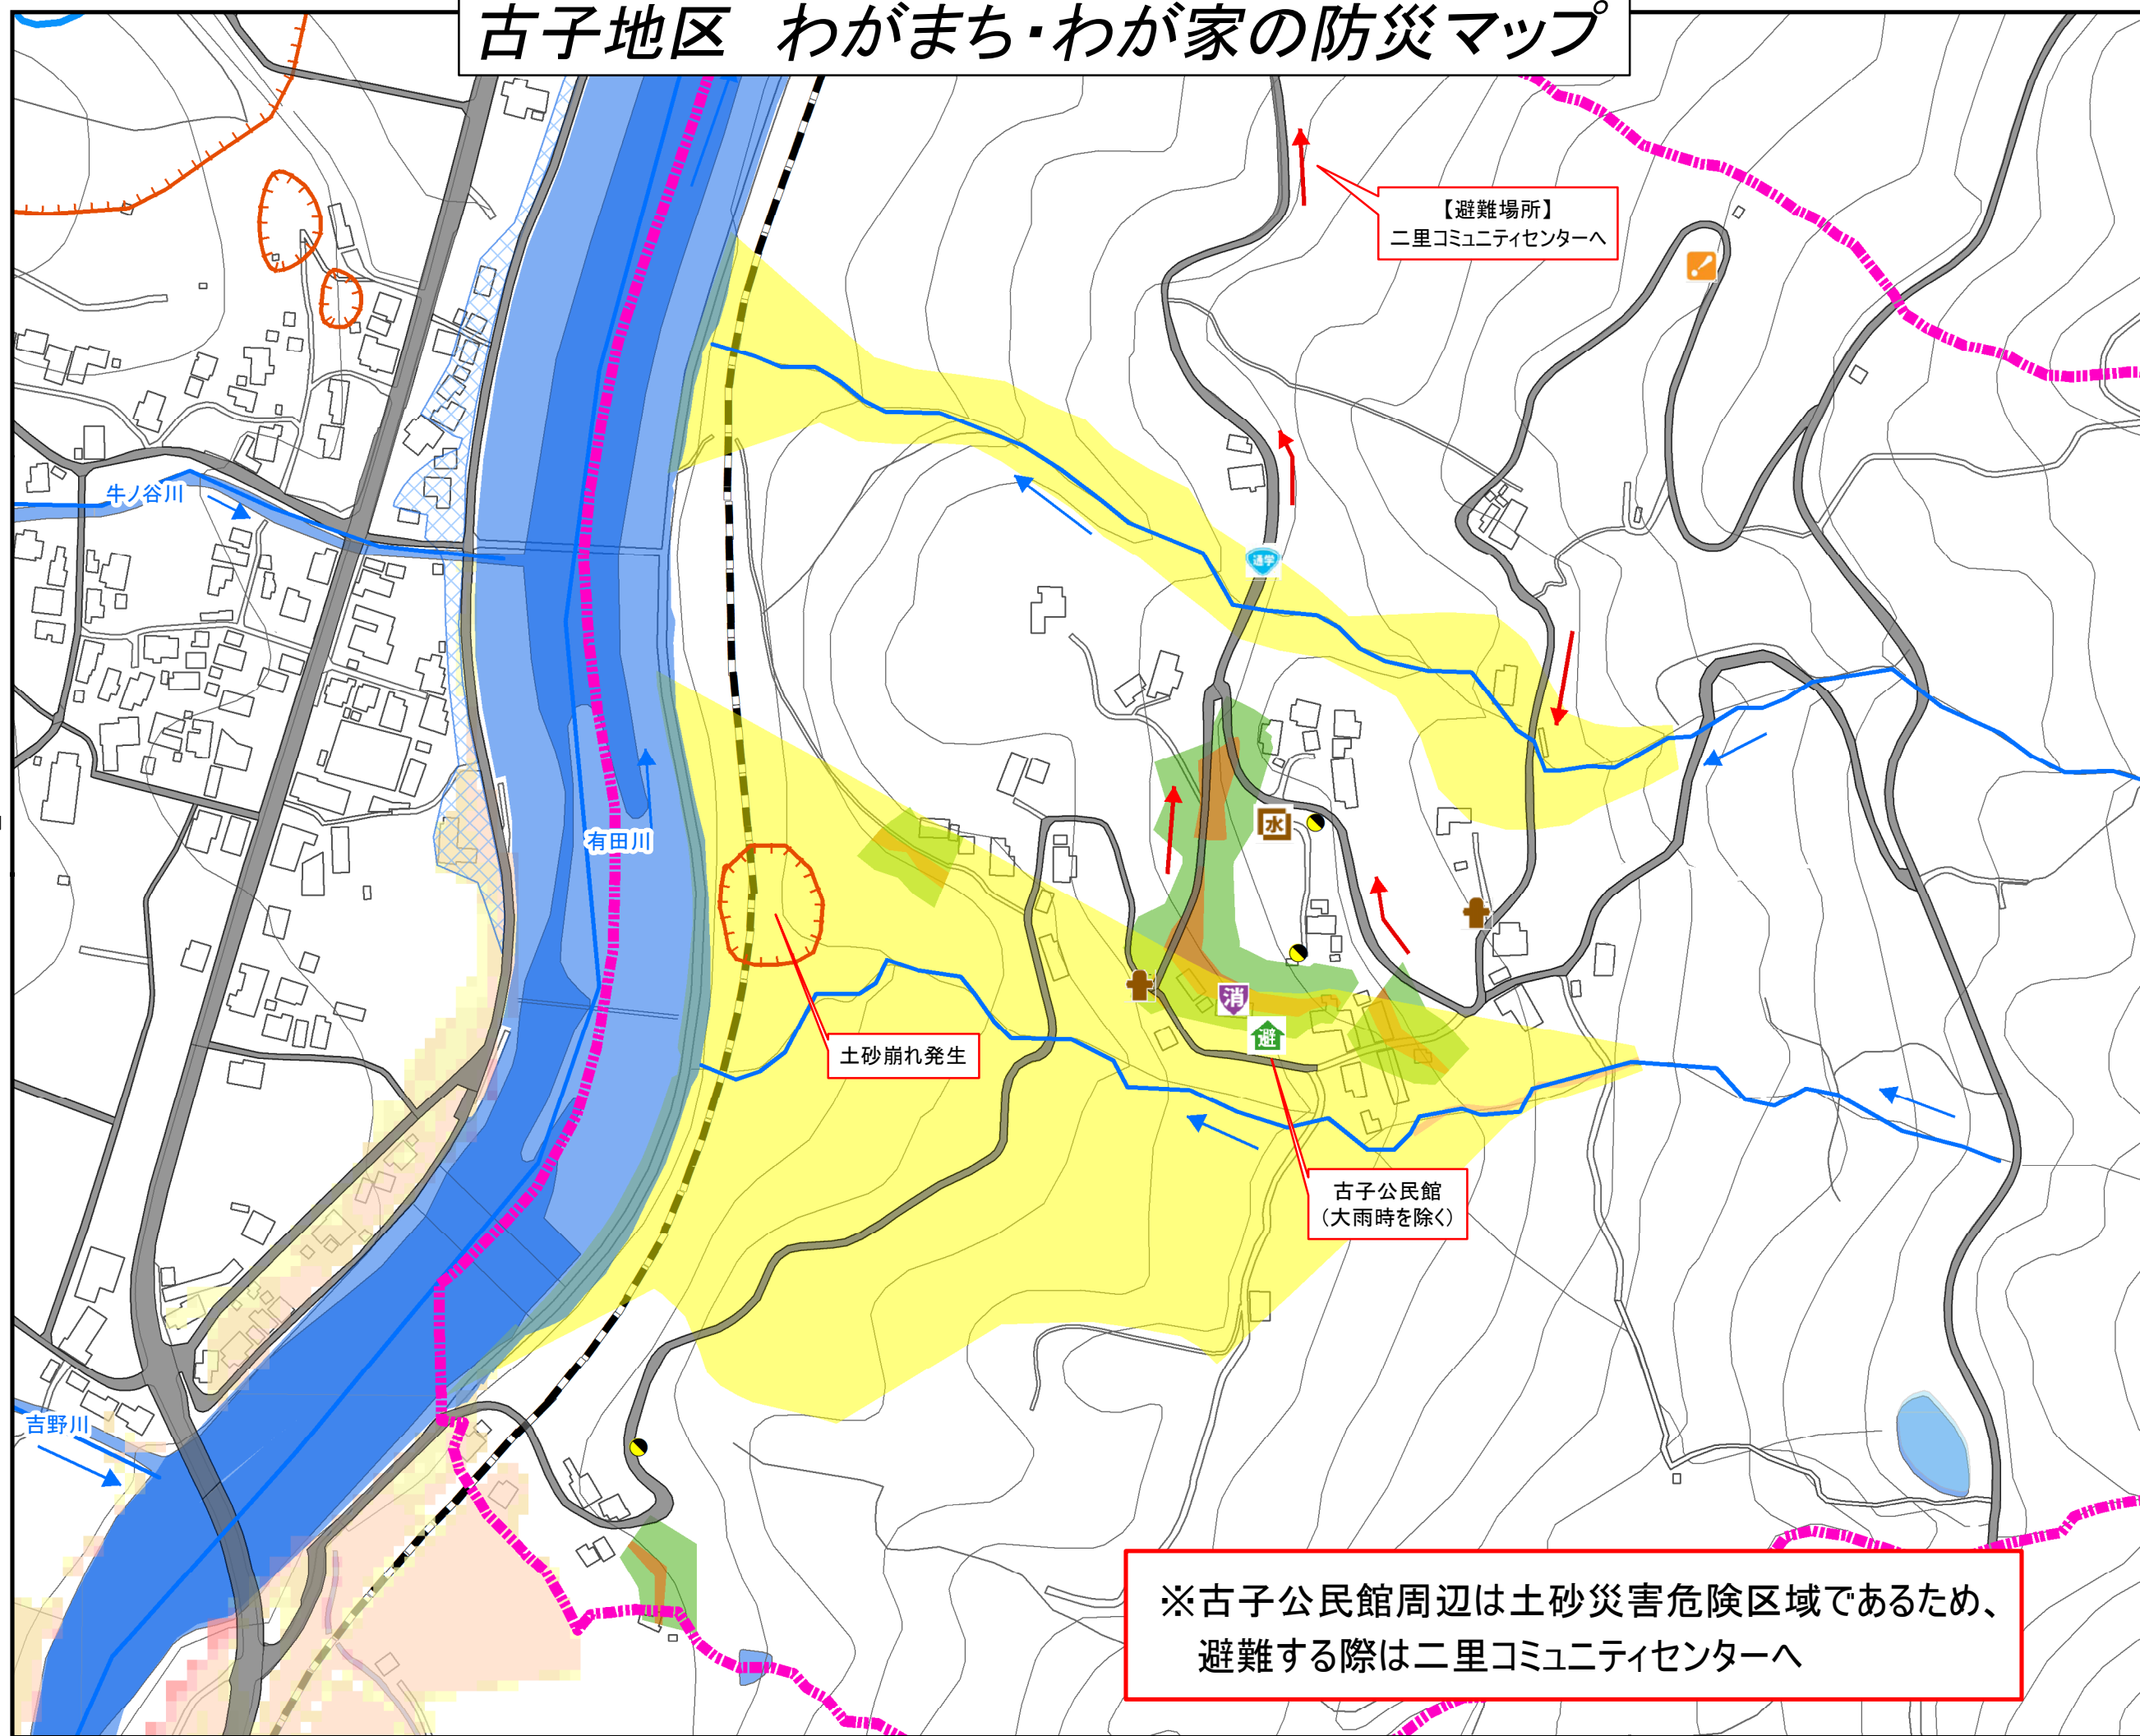 古子地区　わがまち・わが家の防災マップ
【避難場所】
二里コミュニティセンターへ
牛ノ谷川
通学
有田川
水
消
避
土砂崩れ発生
古子公民館
（大雨時を除く）
吉野川
※古子公民館周辺は土砂災害危険区域であるため、
避難する際は二里コミュニティセンターへ